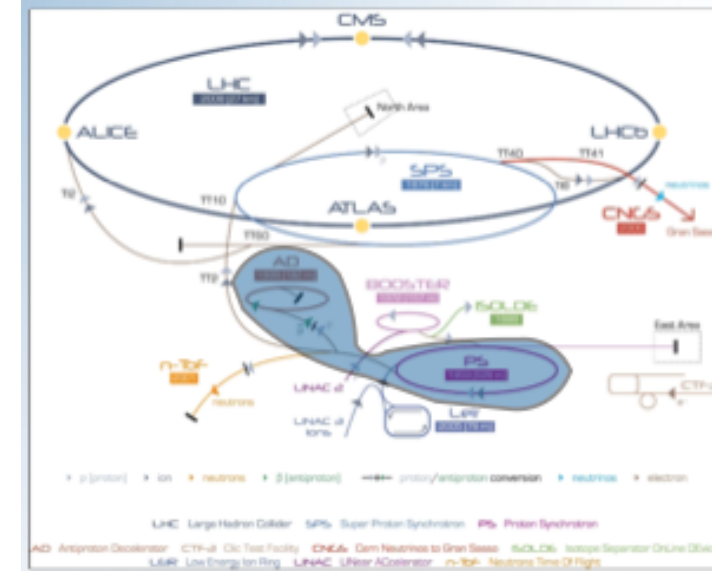 CMS
LHC
North Area
ALICE
LHCb
TT40
TT41
SPS
TI2
TI8
neutrinos
TT10
ATLAS
CNGS
Gran Sasso
TT60
AD
TT2
BOOSTER
ISOLDE
East Area
PS
n-ToF
LINAC 2
neutrons
LINAC 3
Ions
LEIR
p [proton] ion neutrons p̄ [antiproton] proton/antiproton conversion neutrinos electron
LHC Large Hadron Collider SPS Super Proton Synchrotron PS Proton Synchrotron
AD Antiproton Decelerator CTF-3 Clic Test Facility CNGS Cern Neutrinos to Gran Sasso ISOLDE Isotope Separator OnLine
LEIR Low Energy Ion Ring LINAC LINear ACcelerator n-ToF Neutrons Time Of Flight